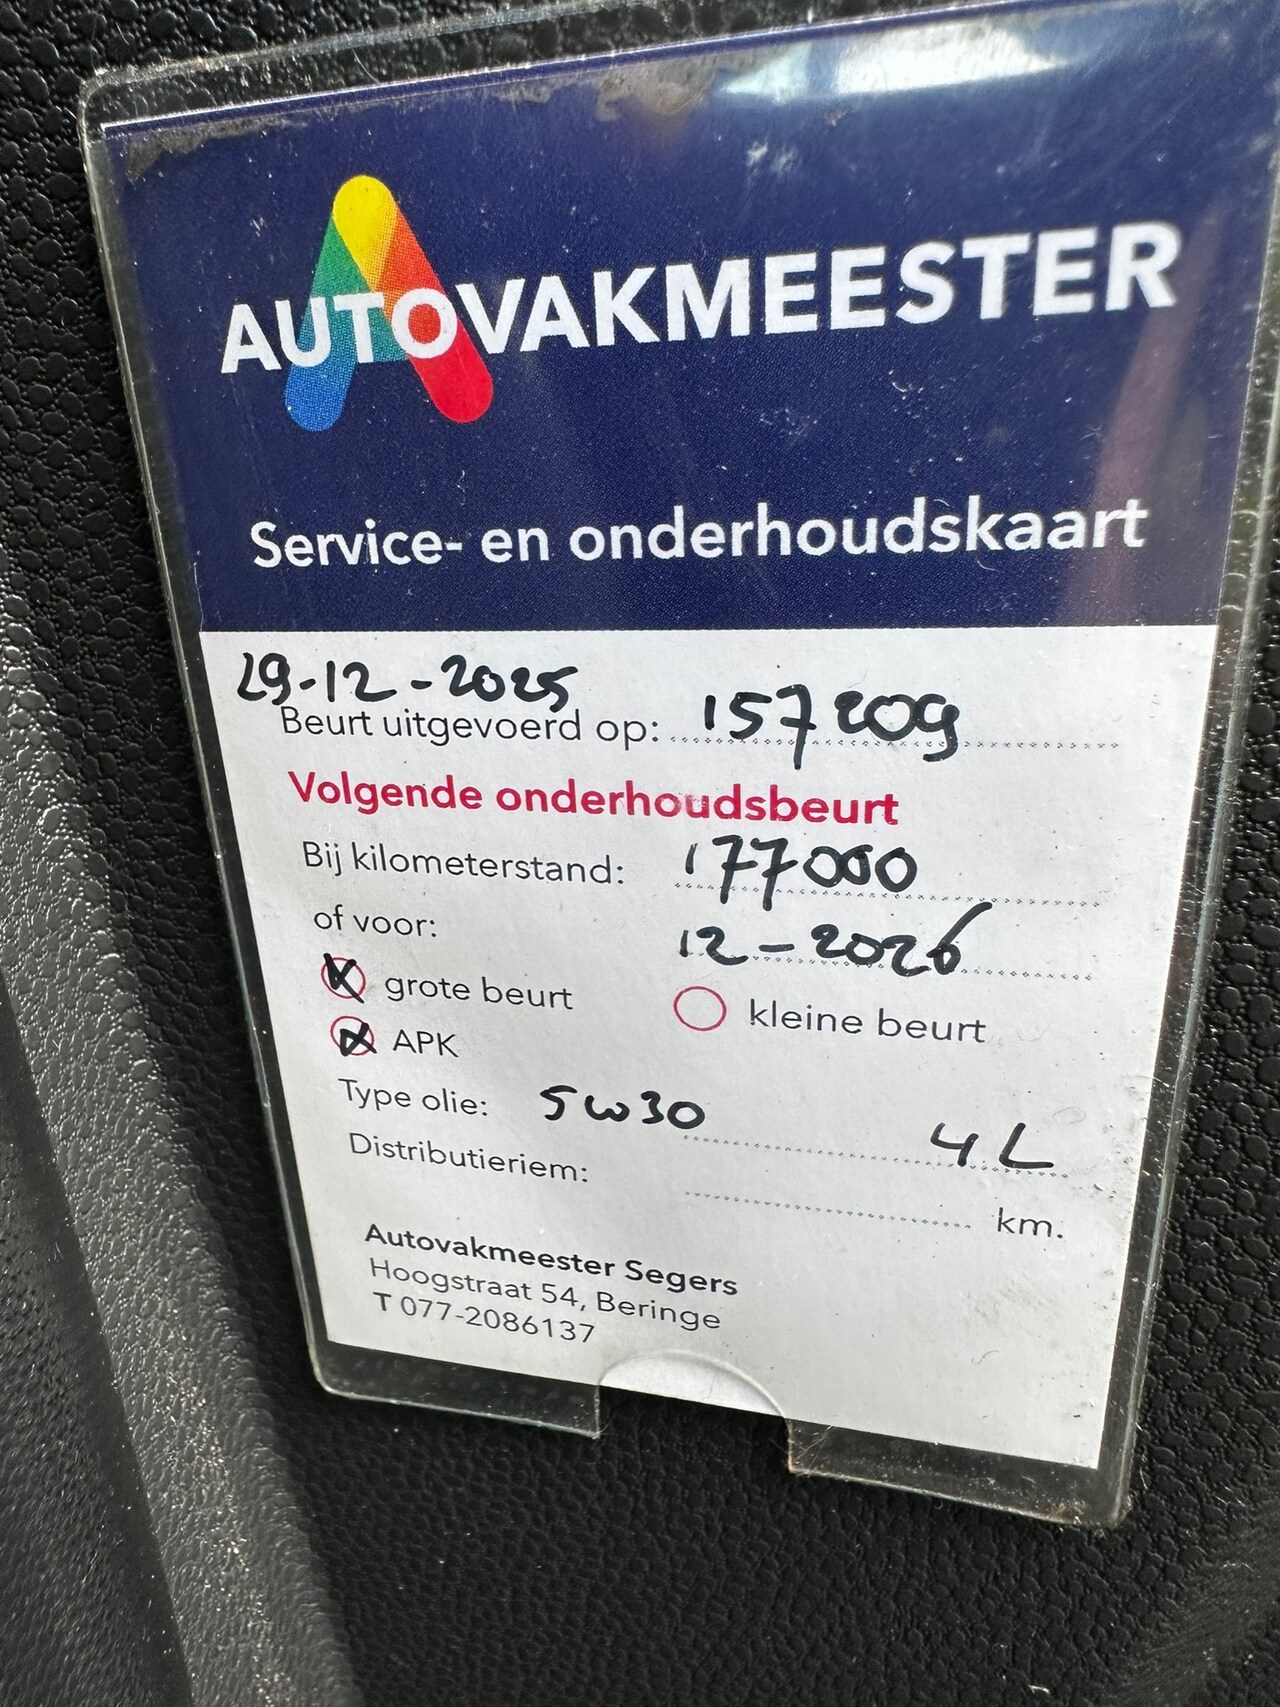 AUTOVAKMEESTER
Service- en onderhoudskaart
29-12-2025
Beurt uitgevoerd op: 157209
Volgende onderhoudsbeurt
Bij kilometerstand: 177000
of voor: 12-2026
grote beurt kleine beurt
APK
Type olie: 5w30 4L
Distributieriem: km.
Autovakmeester Segers
Hoogstraat 54, Beringe
T 077-2086137